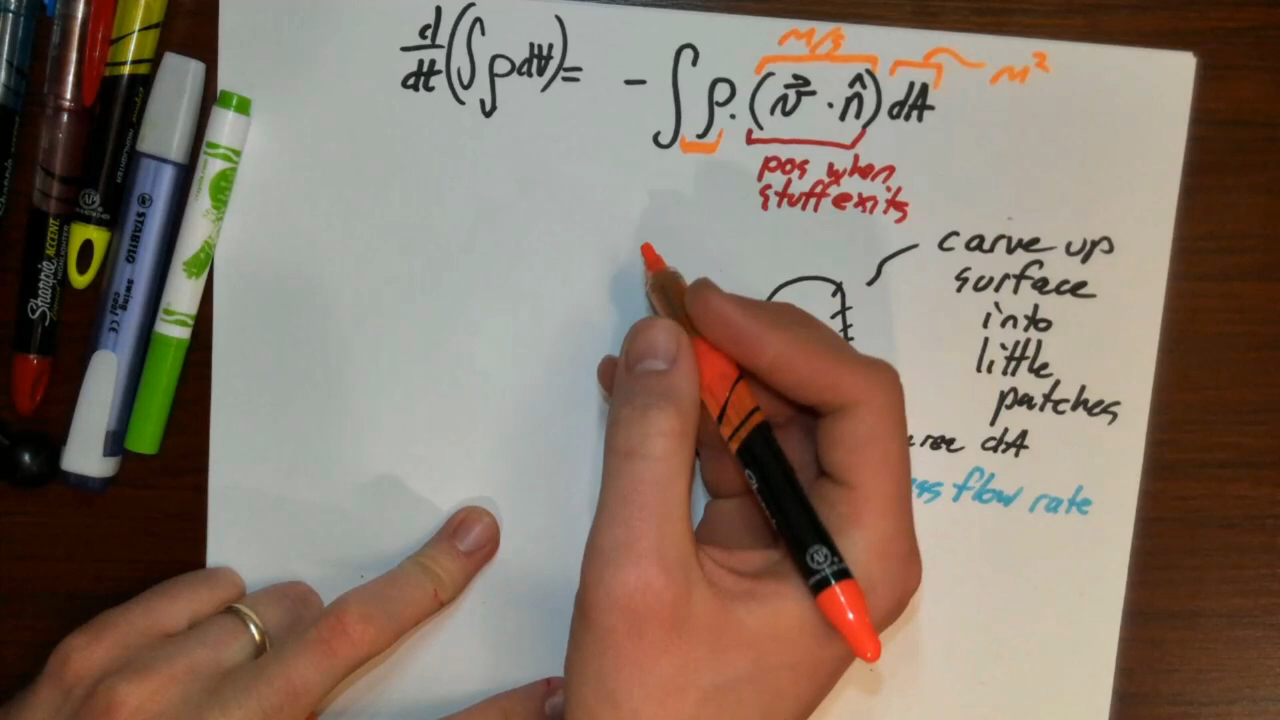 m/s
m²
d/dt(∫ρdV)= -∫ρ·(v⃗·n̂)dA
pos when
stuff exits
carve up
surface
into
little
patches
dA
flow rate
Sharpie ACCENT
STABILO swing cool